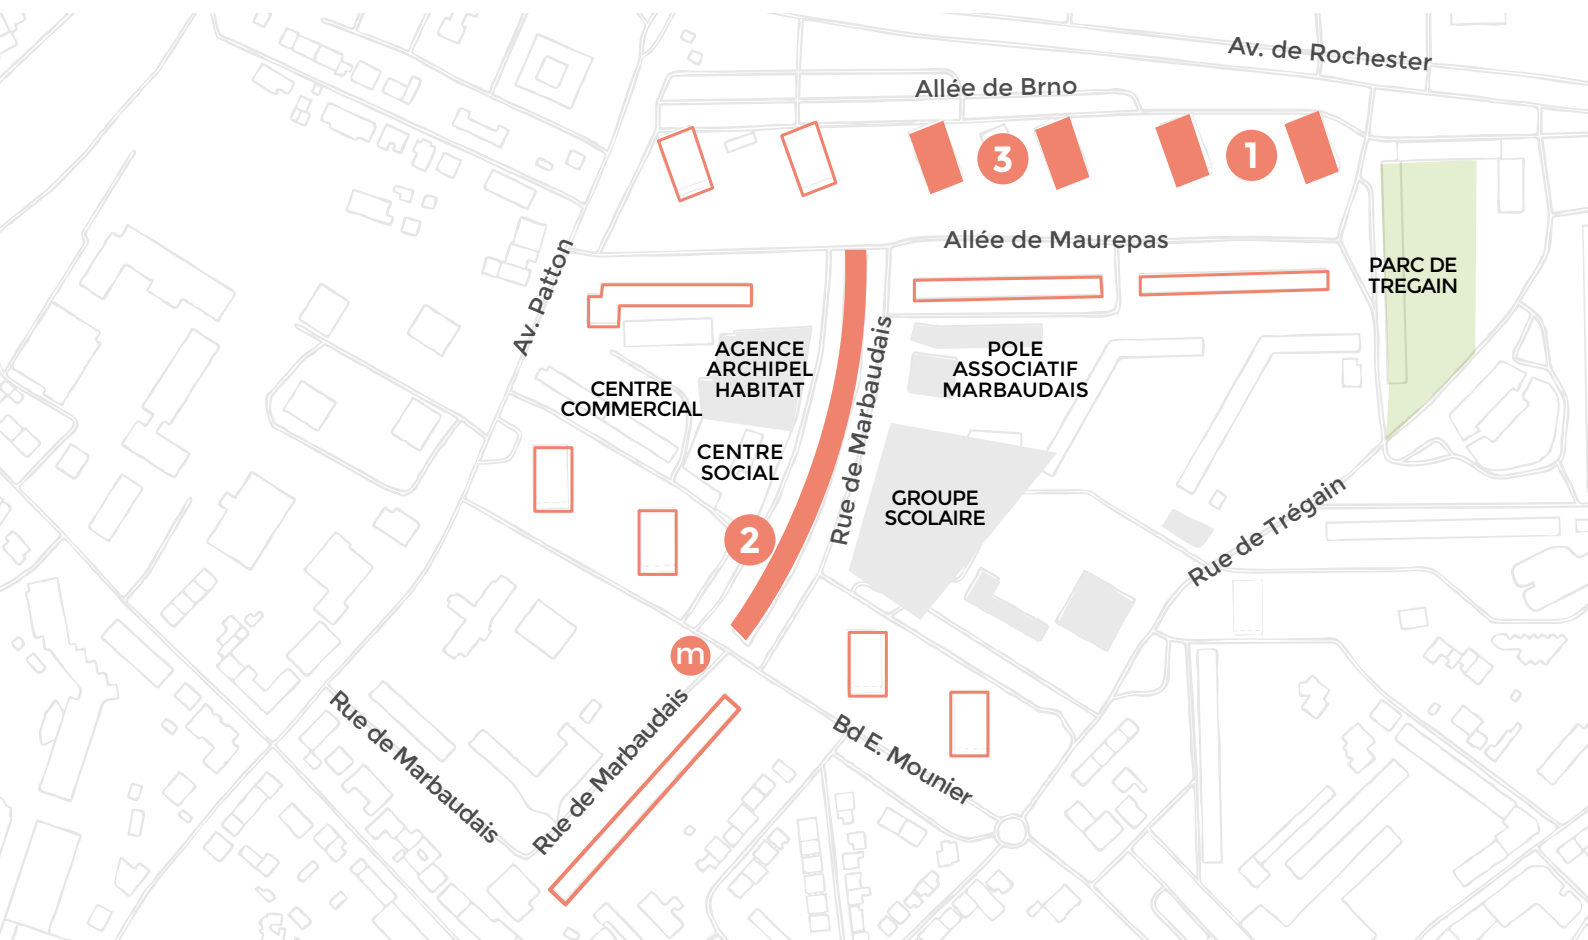 Av. de Rochester
Allée de Brno
3
1
Allée de Maurepas
Av. Patton
PARC DE
TREGAIN
AGENCE
ARCHIPEL
HABITAT
POLE
ASSOCIATIF
MARBAUDAIS
CENTRE
COMMERCIAL
Rue de Marbaudais
CENTRE
SOCIAL
GROUPE
SCOLAIRE
2
Rue de Trégain
m
Rue de Marbaudais
Rue de Marbaudais
Bd E. Mounier